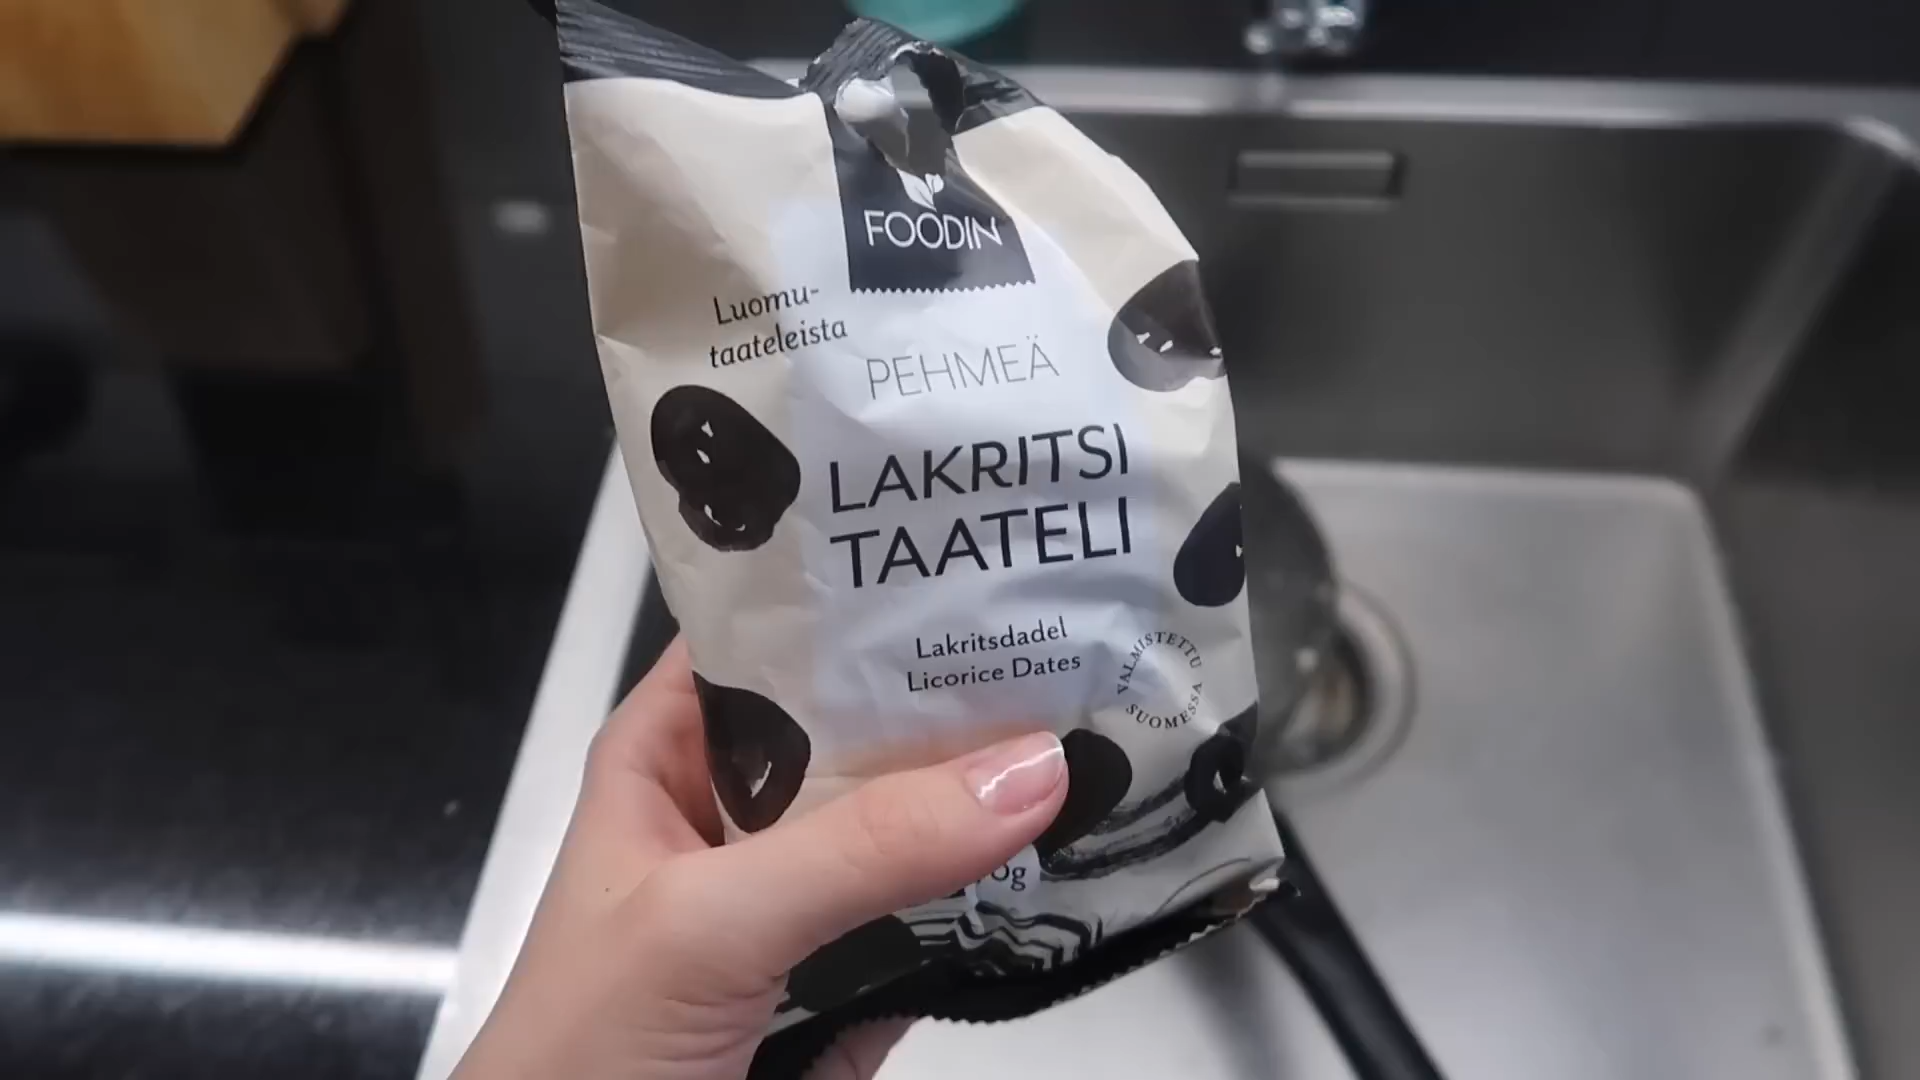 FOODIN
Luomu-
taateleista
PEHMEÄ
LAKRITSI
TAATELI
Lakritsdadel
Licorice Dates
VALMISTETTU
SUOMESSA